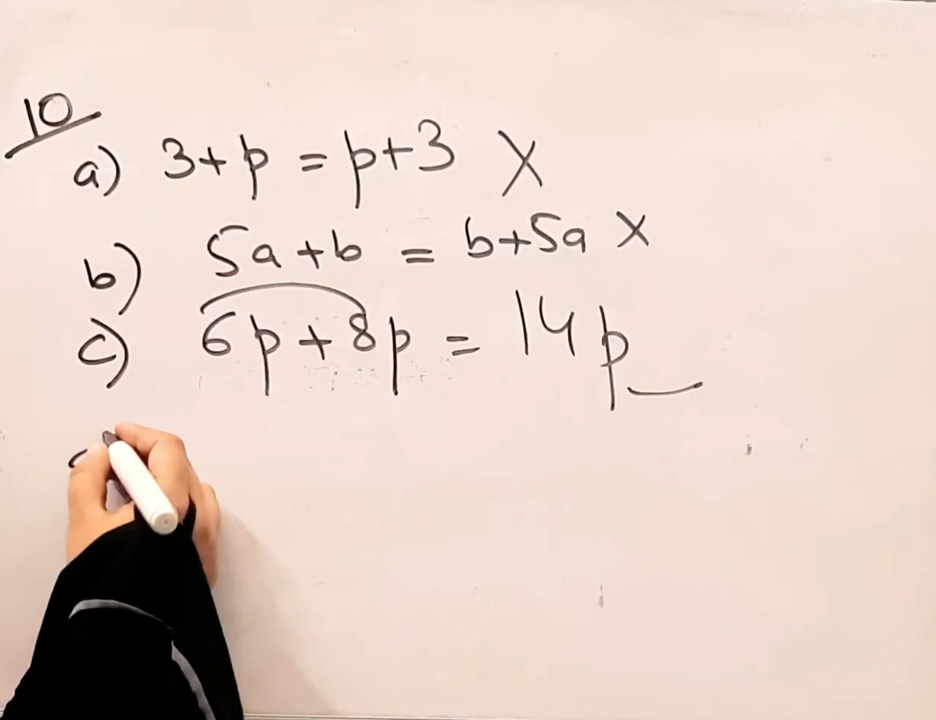 10
a) 3+p = p+3 X
b) 5a+b = b+5a X
c) 6p+8p = 14p